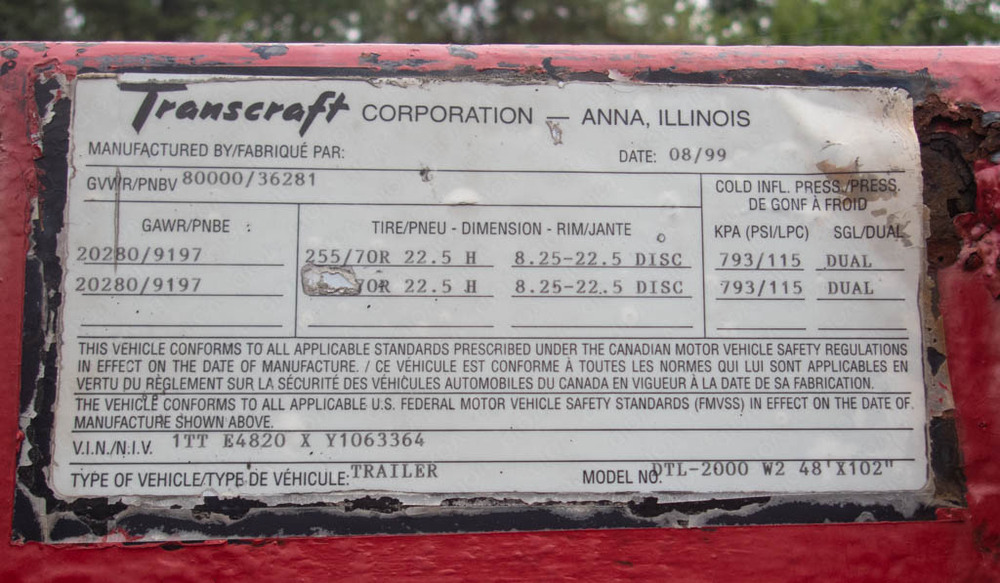 Transcraft CORPORATION — ANNA, ILLINOIS
MANUFACTURED BY/FABRIQUÉ PAR: DATE: 08/99
GVWR/PNBV 80000/36281
COLD INFL. PRESS./PRESS.
DE GONF À FROID
GAWR/PNBE : TIRE/PNEU - DIMENSION - RIM/JANTE KPA (PSI/LPC) SGL/DUAL
20280/9197 255/70R 22.5 H 8.25-22.5 DISC 793/115 DUAL
20280/9197 70R 22.5 H 8.25-22.5 DISC 793/115 DUAL
THIS VEHICLE CONFORMS TO ALL APPLICABLE STANDARDS PRESCRIBED UNDER THE CANADIAN MOTOR VEHICLE SAFETY REGULATIONS
IN EFFECT ON THE DATE OF MANUFACTURE. / CE VÉHICULE EST CONFORME À TOUTES LES NORMES QUI LUI SONT APPLICABLES EN
VERTU DU RÈGLEMENT SUR LA SÉCURITÉ DES VÉHICULES AUTOMOBILES DU CANADA EN VIGUEUR À LA DATE DE SA FABRICATION.
THE VEHICLE CONFORMS TO ALL APPLICABLE U.S. FEDERAL MOTOR VEHICLE SAFETY STANDARDS (FMVSS) IN EFFECT ON THE DATE OF
MANUFACTURE SHOWN ABOVE.
V.I.N./N.I.V. 1TT E4820 X Y1063364
TYPE OF VEHICLE/TYPE DE VÉHICULE: TRAILER MODEL NO. DTL-2000 W2 48'X102"